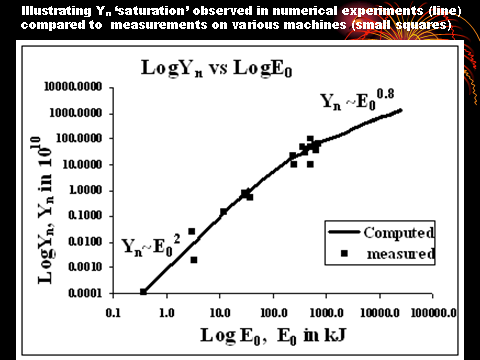 Illustrating Yn ‘saturation’ observed in numerical experiments (line)
compared to measurements on various machines (small squares)
LogYn vs LogE0
Yn ~E0^0.8
Yn~E0^2
LogYn, Yn in 10^10
10000.0000
1000.0000
100.0000
10.0000
1.0000
0.1000
0.0100
0.0010
0.0001
Computed
measured
0.1 1.0 10.0 100.0 1000.0 10000.0 100000.0
Log E0, E0 in kJ